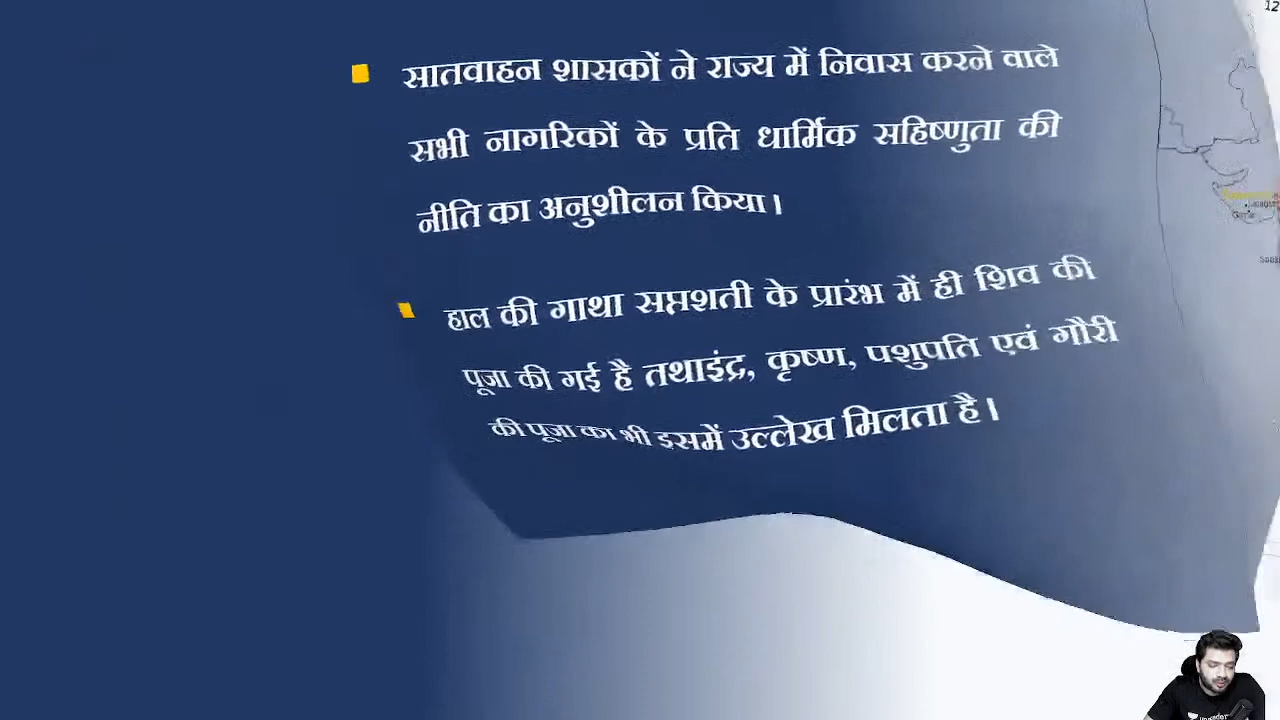 12
सातवाहन शासकों ने राज्य में निवास करने वाले
सभी नागरिकों के प्रति धार्मिक सहिष्णुता की
नीति का अनुशीलन किया।
हाल की गाथा सप्तशती के प्रारंभ में ही शिव की
पूजा की गई है तथाइंद्र, कृष्ण, पशुपति एवं गौरी
की पूजा का भी इसमें उल्लेख मिलता है।